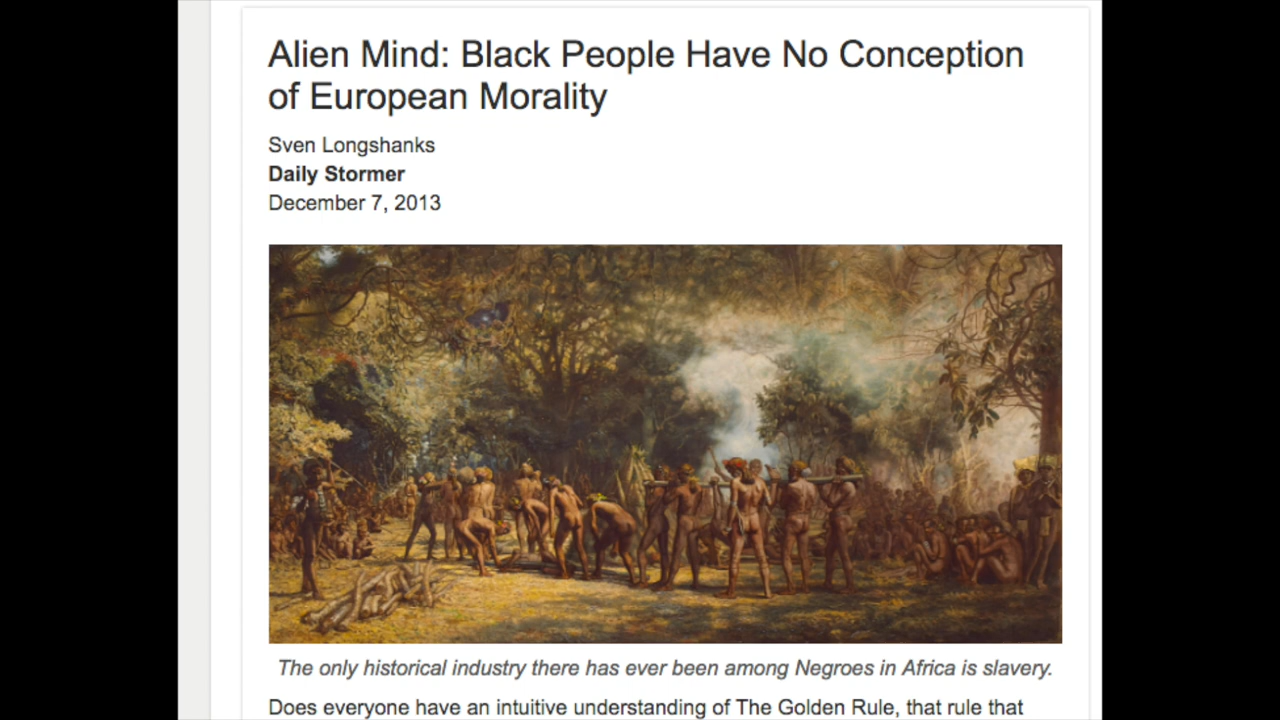 Alien Mind: Black People Have No Conception
of European Morality
Sven Longshanks
Daily Stormer
December 7, 2013
The only historical industry there has ever been among Negroes in Africa is slavery.
Does everyone have an intuitive understanding of The Golden Rule, that rule that